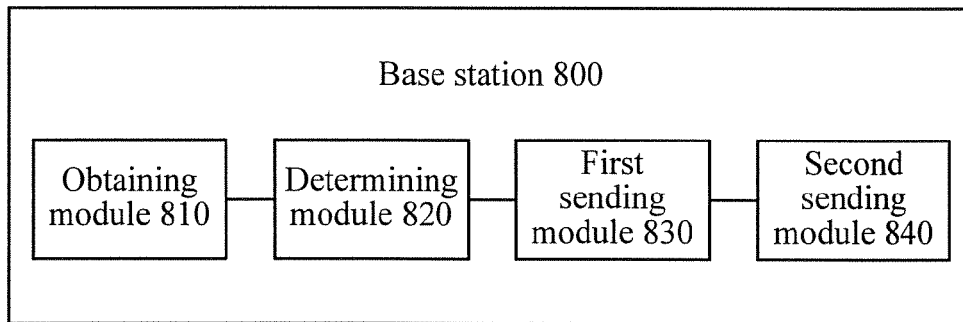 Base station 800
Obtaining
module 810
Determining
module 820
First
sending
module 830
Second
sending
module 840